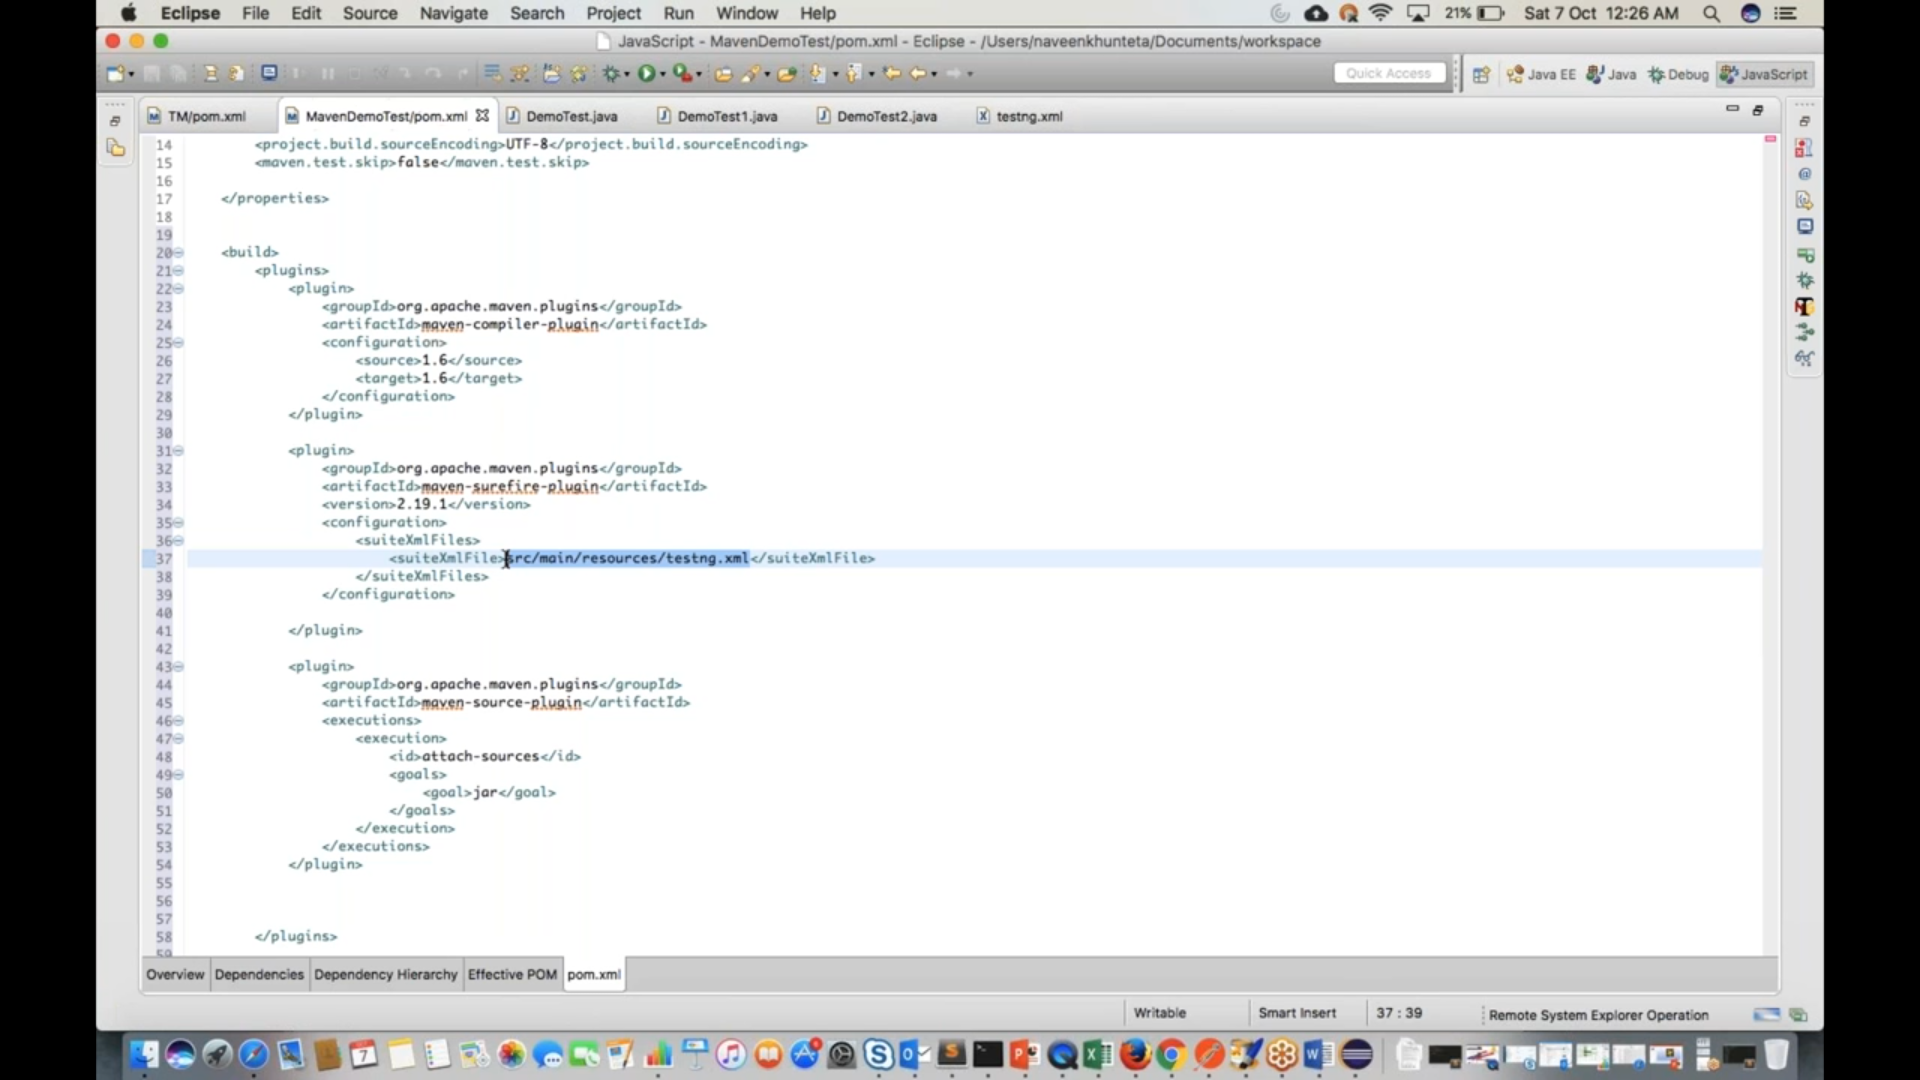 Eclipse File Edit Source Navigate Search Project Run Window Help 21% Sat 7 Oct 12:26 AM
JavaScript - MavenDemoTest/pom.xml - Eclipse - /Users/naveenkhunteta/Documents/workspace
Quick Access Java EE Java Debug JavaScript
TM/pom.xml MavenDemoTest/pom.xml DemoTest.java DemoTest1.java DemoTest2.java testng.xml
14 <project.build.sourceEncoding>UTF-8</project.build.sourceEncoding>
15 <maven.test.skip>false</maven.test.skip>
16
17 </properties>
18
19
20 <build>
21 <plugins>
22 <plugin>
23 <groupId>org.apache.maven.plugins</groupId>
24 <artifactId>maven-compiler-plugin</artifactId>
25 <configuration>
26 <source>1.6</source>
27 <target>1.6</target>
28 </configuration>
29 </plugin>
30
31 <plugin>
32 <groupId>org.apache.maven.plugins</groupId>
33 <artifactId>maven-surefire-plugin</artifactId>
34 <version>2.19.1</version>
35 <configuration>
36 <suiteXmlFiles>
37 <suiteXmlFile>src/main/resources/testng.xml</suiteXmlFile>
38 </suiteXmlFiles>
39 </configuration>
40
41 </plugin>
42
43 <plugin>
44 <groupId>org.apache.maven.plugins</groupId>
45 <artifactId>maven-source-plugin</artifactId>
46 <executions>
47 <execution>
48 <id>attach-sources</id>
49 <goals>
50 <goal>jar</goal>
51 </goals>
52 </execution>
53 </executions>
54 </plugin>
55
56
57
58 </plugins>
59
Overview Dependencies Dependency Hierarchy Effective POM pom.xml
Writable Smart Insert 37 : 39 Remote System Explorer Operation